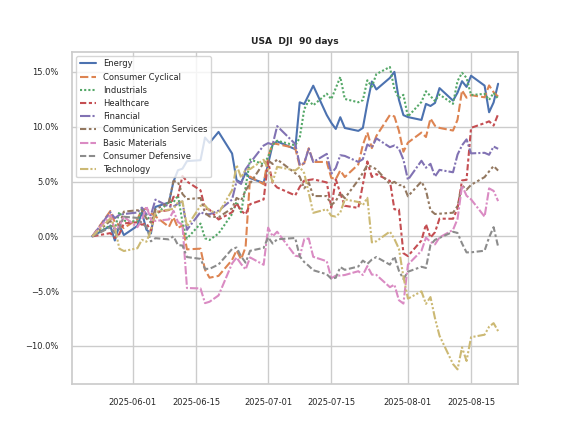 USA  DJI  90 days
Energy
Consumer Cyclical
Industrials
Healthcare
Financial
Communication Services
Basic Materials
Consumer Defensive
Technology
15.0%
10.0%
5.0%
0.0%
−5.0%
−10.0%
2025-06-01 2025-06-15 2025-07-01 2025-07-15 2025-08-01 2025-08-15